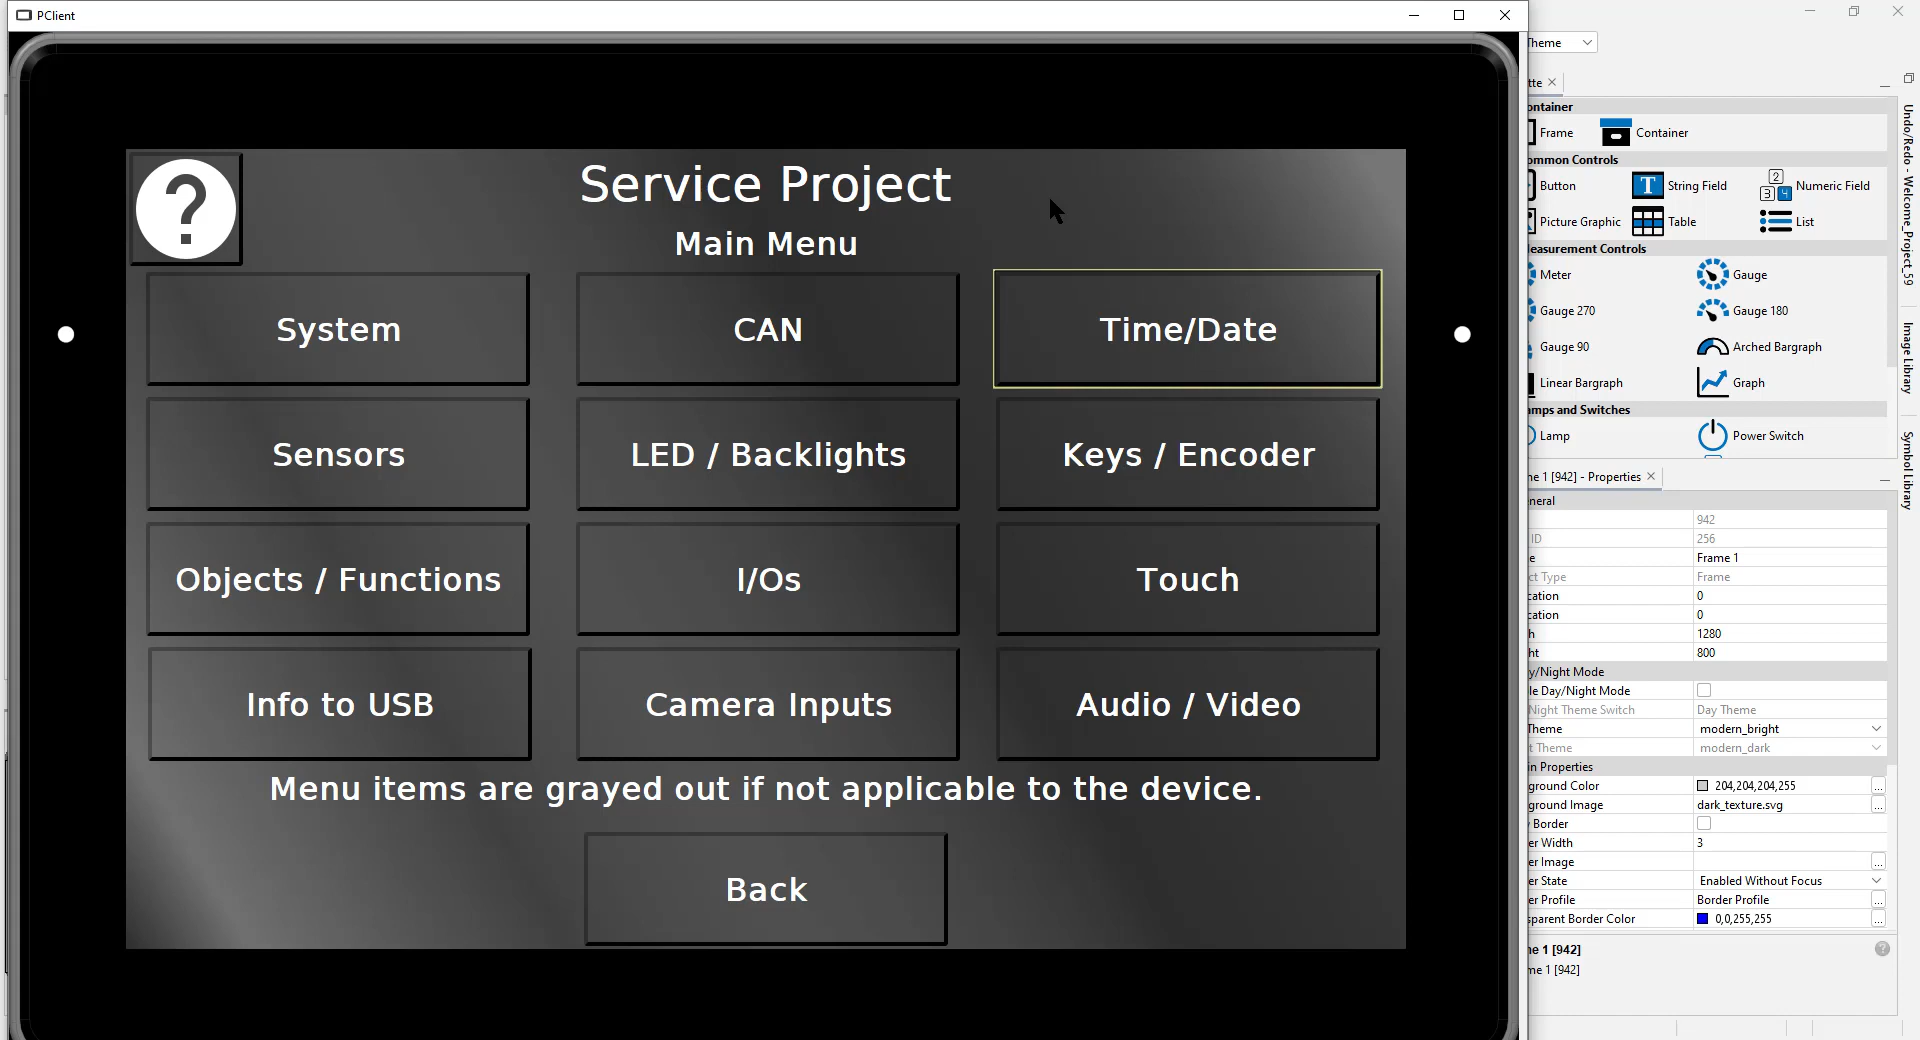 PClient
?
Service Project
Main Menu
System
CAN
Time/Date
Sensors
LED / Backlights
Keys / Encoder
Objects / Functions
I/Os
Touch
Info to USB
Camera Inputs
Audio / Video
Menu items are grayed out if not applicable to the device.
Back
Theme
tte
ontainer
Frame
Container
ommon Controls
Button
String Field
Numeric Field
Picture Graphic
Table
List
leasurement Controls
Meter
Gauge
Gauge 270
Gauge 180
Gauge 90
Arched Bargraph
Linear Bargraph
Graph
amps and Switches
Lamp
Power Switch
ne 1 [942] - Properties
neral
942
ID 256
e Frame 1
ct Type Frame
cation 0
cation 0
h 1280
ht 800
y/Night Mode
le Day/Night Mode
Night Theme Switch Day Theme
Theme modern_bright
t Theme modern_dark
in Properties
ground Color 204,204,204,255
ground Image dark_texture.svg
Border
er Width 3
er Image
er State Enabled Without Focus
er Profile Border Profile
sparent Border Color 0,0,255,255
ne 1 [942]
me 1 [942]
Undo/Redo - Welcome_Project_59
Image Library
Symbol Library